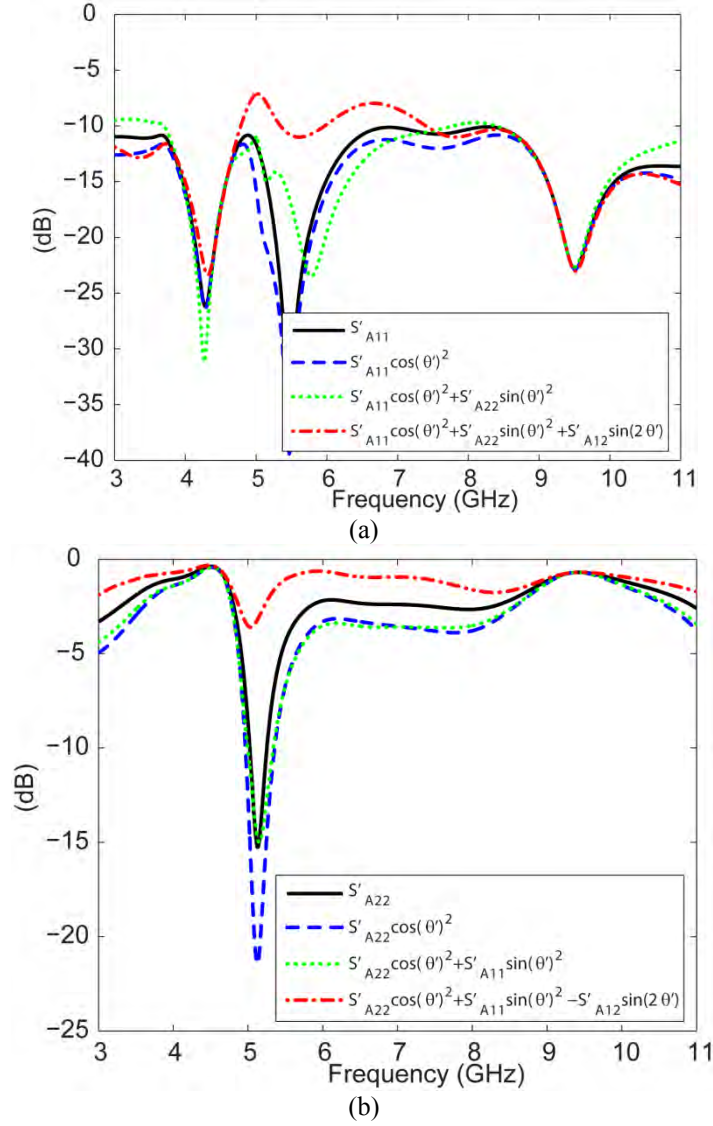 0
−5
−10
−15
−20
−25
−30
−35
−40
(dB)
S′A11
S′A11cos(θ′)2
S′A11cos(θ′)2+S′A22sin(θ′)2
S′A11cos(θ′)2+S′A22sin(θ′)2+S′A12sin(2θ′)
3 4 5 6 7 8 9 10 11
Frequency (GHz)
(a)
0
−5
−10
−15
−20
−25
(dB)
S′A22
S′A22cos(θ′)2
S′A22cos(θ′)2+S′A11sin(θ′)2
S′A22cos(θ′)2+S′A11sin(θ′)2−S′A12sin(2θ′)
3 4 5 6 7 8 9 10 11
Frequency (GHz)
(b)